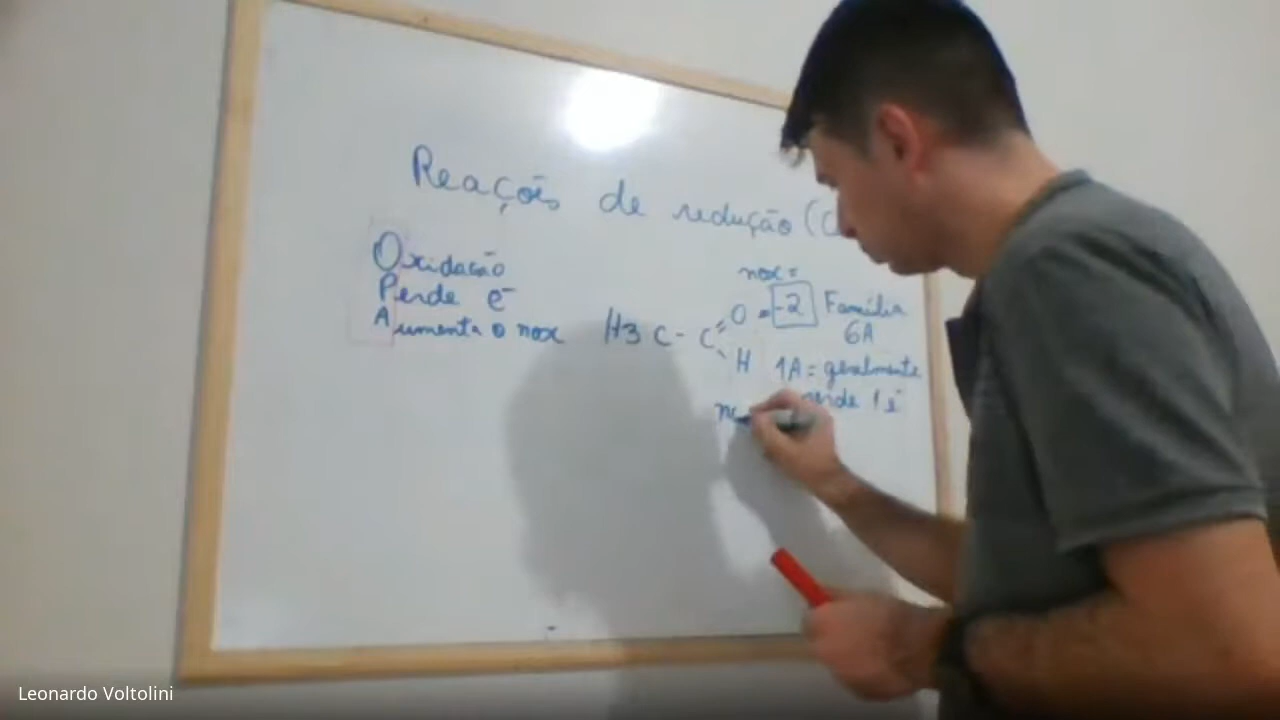 Reações de redução (
Oxidação
Perde e-
Aumenta o nox
nox =
H3 C - C = O = -2 Família
6A
H 1A = geralmente
perde 1 e-
Leonardo Voltolini